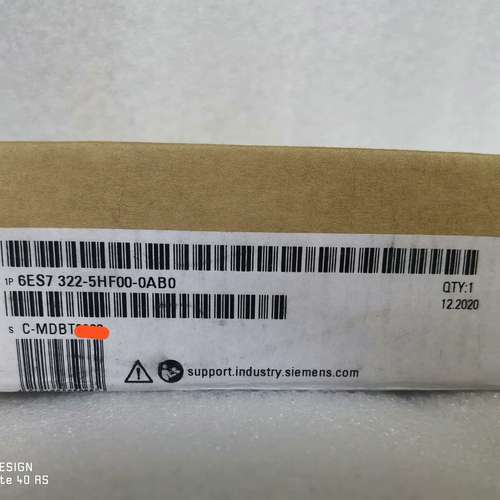 1P 6ES7 322-5HF00-0AB0
QTY:1
12.2020
S C-MDBT
support.industry.siemens.com
ESIGN
te 40 RS